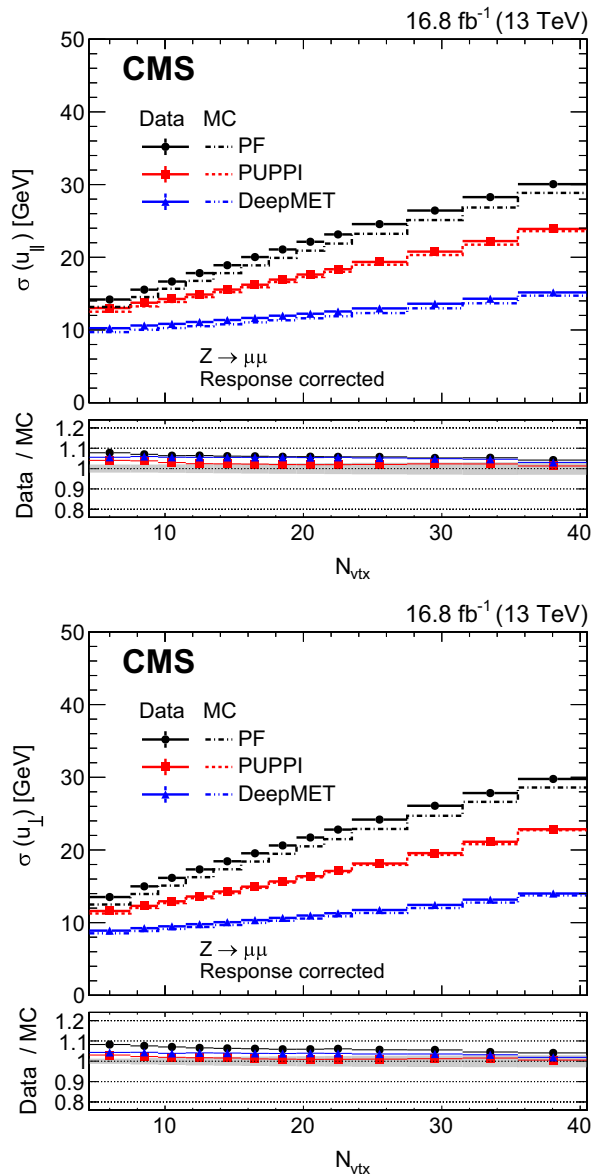 16.8 fb⁻¹ (13 TeV)
CMS
Data MC
PF
PUPPI
DeepMET
Z → μμ
Response corrected
σ (u∥) [GeV]
50
40
30
20
10
0
Data / MC
1.2
1.1
1
0.9
0.8
10 20 30 40
N_vtx
16.8 fb⁻¹ (13 TeV)
CMS
Data MC
PF
PUPPI
DeepMET
Z → μμ
Response corrected
σ (u⊥) [GeV]
50
40
30
20
10
0
Data / MC
1.2
1.1
1
0.9
0.8
10 20 30 40
N_vtx